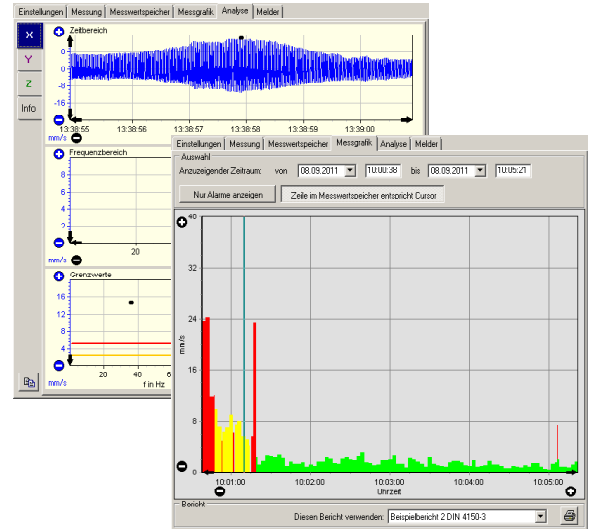 Einstellungen Messung Messwertspeicher Messgrafik Analyse Melder
X
Y
Z
Info
Zeitbereich
0
0
-8
-16
13:38:55 13:38:56 13:38:57 13:38:58 13:38:59 13:39:00
mm/s
Frequenzbereich
8
6
4
2
20
mm/s
Grenzwerte
16
12
8
4
20 40 6
mm/s
f in Hz
Einstellungen Messung Messwertspeicher Messgrafik Analyse Melder
Auswahl
Anzuzeigender Zeitraum: von 08.09.2011 10:00:38 bis 08.09.2011 10:05:21
Nur Alarme anzeigen Zeile im Messwertspeicher entspricht Cursor
40
32
24
mm/s
16
8
0
10:01:00 10:02:00 10:03:00 10:04:00 10:05:00
Uhrzeit
Bericht
Diesen Bericht verwenden: Beispielbericht 2 DIN 4150-3